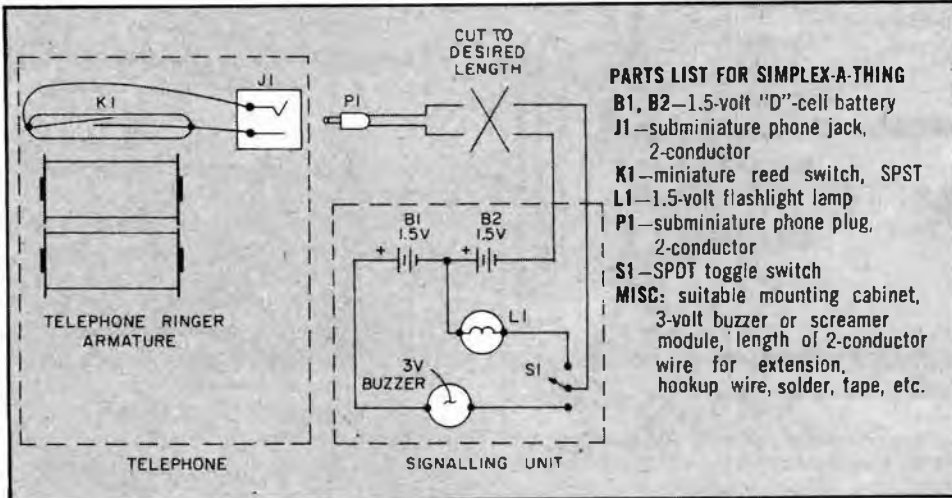 CUT TO
DESIRED
LENGTH
J1
K1
P1
TELEPHONE RINGER
ARMATURE
TELEPHONE
B1
1.5V
B2
1.5V
+
+
L1
3V
BUZZER
S1
SIGNALLING UNIT
PARTS LIST FOR SIMPLEX-A-THING
B1, B2—1.5-volt "D"-cell battery
J1—subminiature phone jack,
2-conductor
K1—miniature reed switch, SPST
L1—1.5-volt flashlight lamp
P1—subminiature phone plug,
2-conductor
S1—SPDT toggle switch
MISC: suitable mounting cabinet,
3-volt buzzer or screamer
module, length of 2-conductor
wire for extension,
hookup wire, solder, tape, etc.